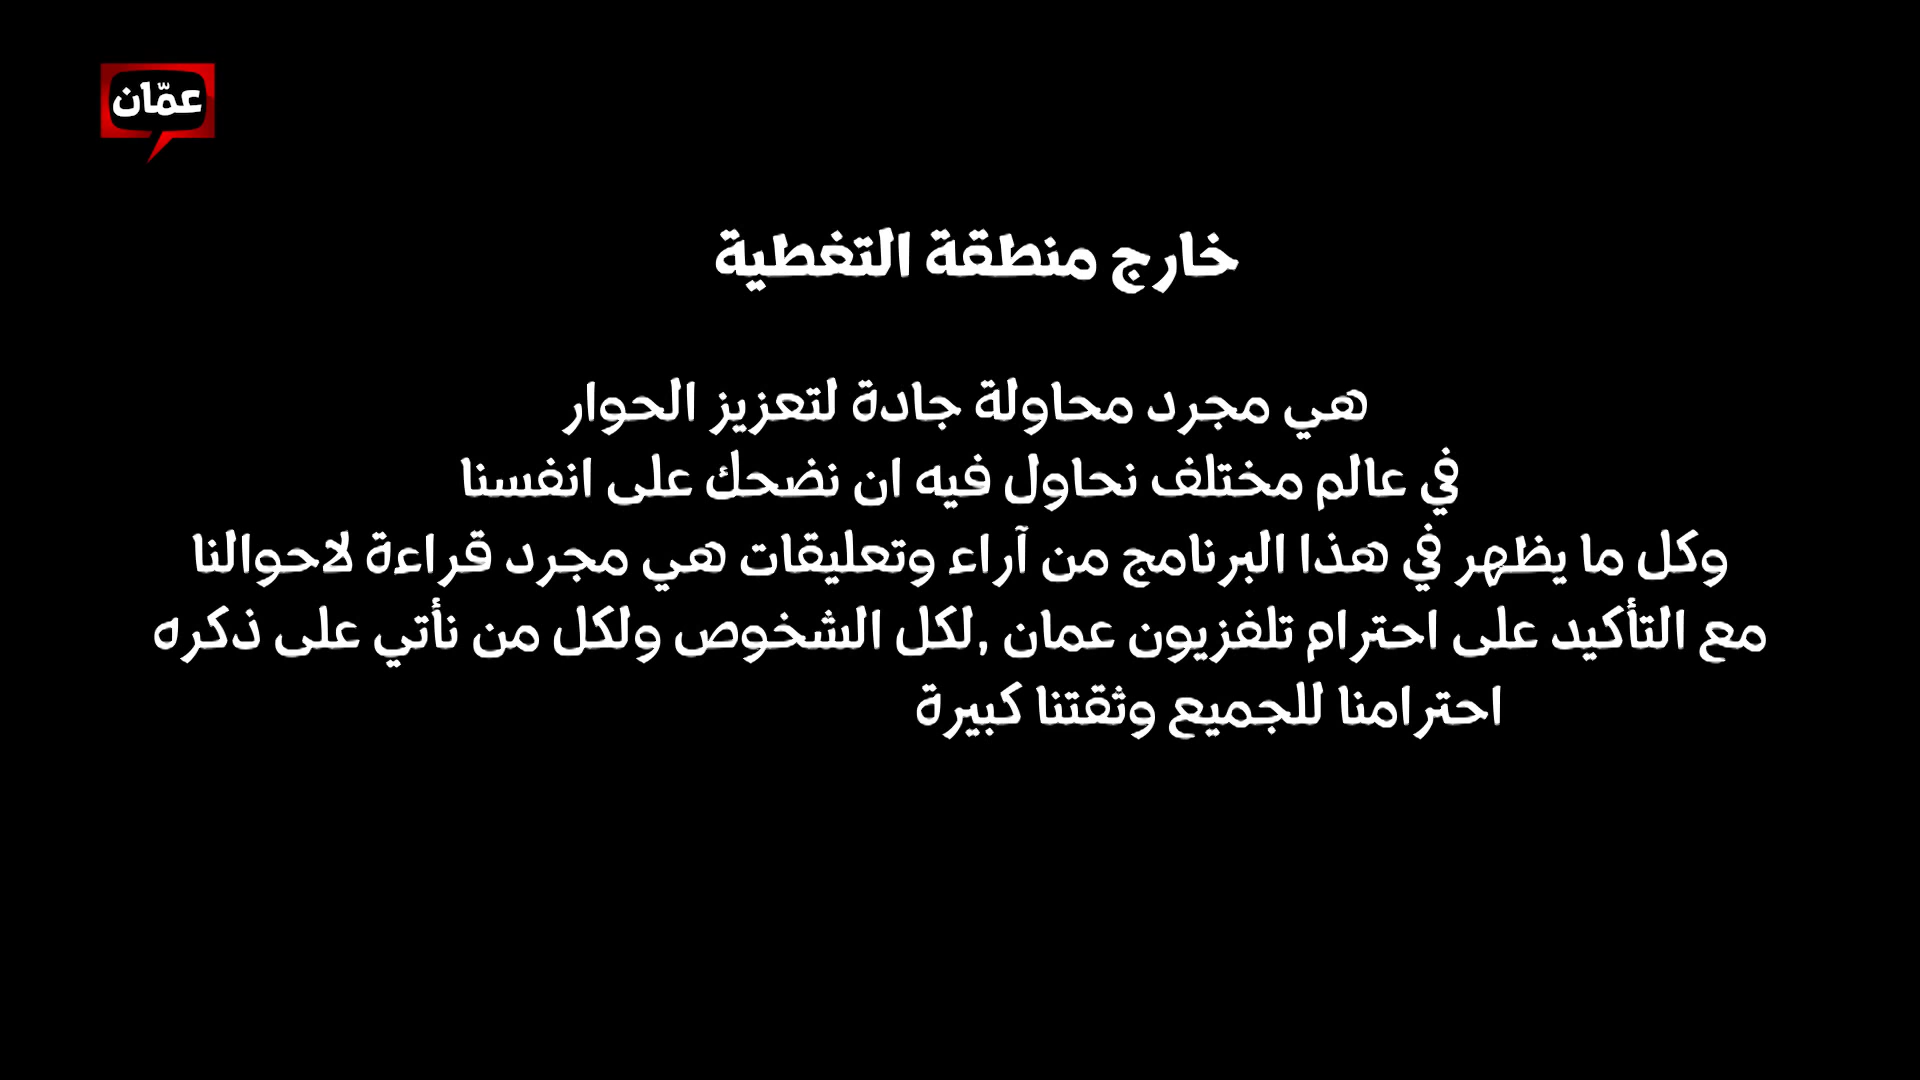 عمّان
خارج منطقة التغطية
هي مجرد محاولة جادة لتعزيز الحوار
في عالم مختلف نحاول فيه ان نضحك على انفسنا
وكل ما يظهر في هذا البرنامج من آراء وتعليقات هي مجرد قراءة لاحوالنا
مع التأكيد على احترام تلفزيون عمان ,لكل الشخوص ولكل من نأتي على ذكره
احترامنا للجميع وثقتنا كبيرة